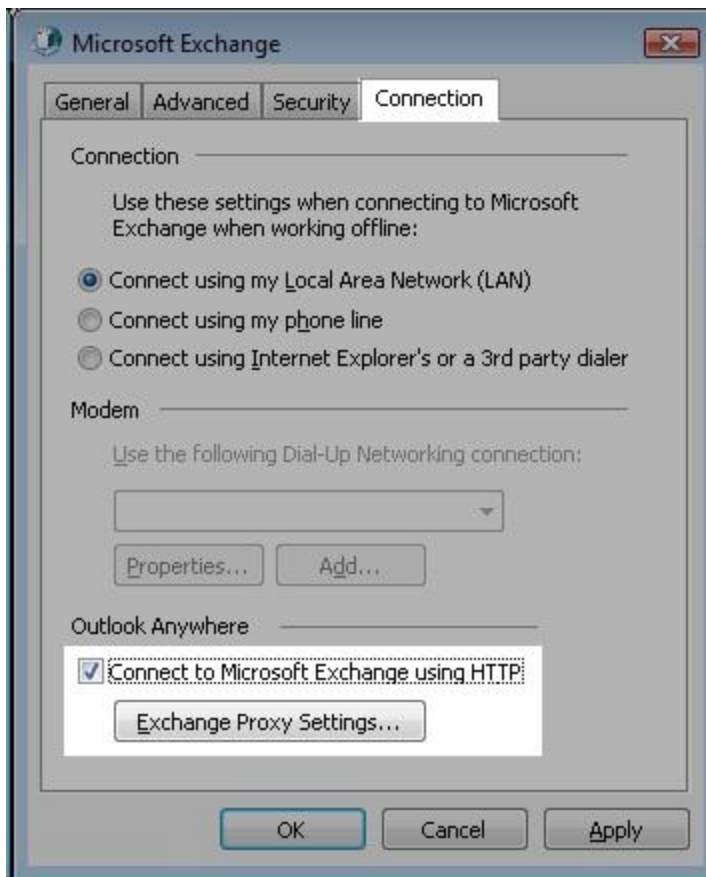 Microsoft Exchange
General Advanced Security Connection
Connection
Use these settings when connecting to Microsoft
Exchange when working offline:
Connect using my Local Area Network (LAN)
Connect using my phone line
Connect using Internet Explorer's or a 3rd party dialer
Modem
Use the following Dial-Up Networking connection:
Properties... Add...
Outlook Anywhere
Connect to Microsoft Exchange using HTTP
Exchange Proxy Settings...
OK Cancel Apply